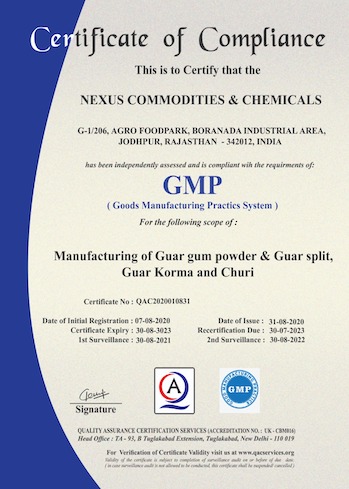 Certificate of Compliance
This is to Certify that the
NEXUS COMMODITIES & CHEMICALS
G-1/206, AGRO FOODPARK, BORANADA INDUSTRIAL AREA,
JODHPUR, RAJASTHAN - 342012, INDIA
has been independently assessed and is compliant wih the requirments of:
GMP
( Goods Manufacturing Practics System )
For the following scope of :
Manufacturing of Guar gum powder & Guar split,
Guar Korma and Churi
Certificate No : QAC2020010831
Date of Initial Registration : 07-08-2020
Certificate Expiry : 30-08-3023
1st Surveillance : 30-08-2021
Date of Issue : 31-08-2020
Recertification Due : 30-07-2023
2nd Surveillance : 30-08-2022
Signature
QA
GMP
QUALITY ASSURANCE CERTIFICATION SERVICES (ACCREDITATION NO.: UK - CBM016)
Head Office : TA - 93, B Tuglakabad Extension, Tuglakabad, New Delhi - 110 019
For Verification of Certificate Validity visit us at www.qacservices.org
Validity of the certificate is subject to completion of surveillance audit on or before of due date.
( in case surveillance audit is not allowed to be conducted, this certificate shall be suspended/ cancelled )